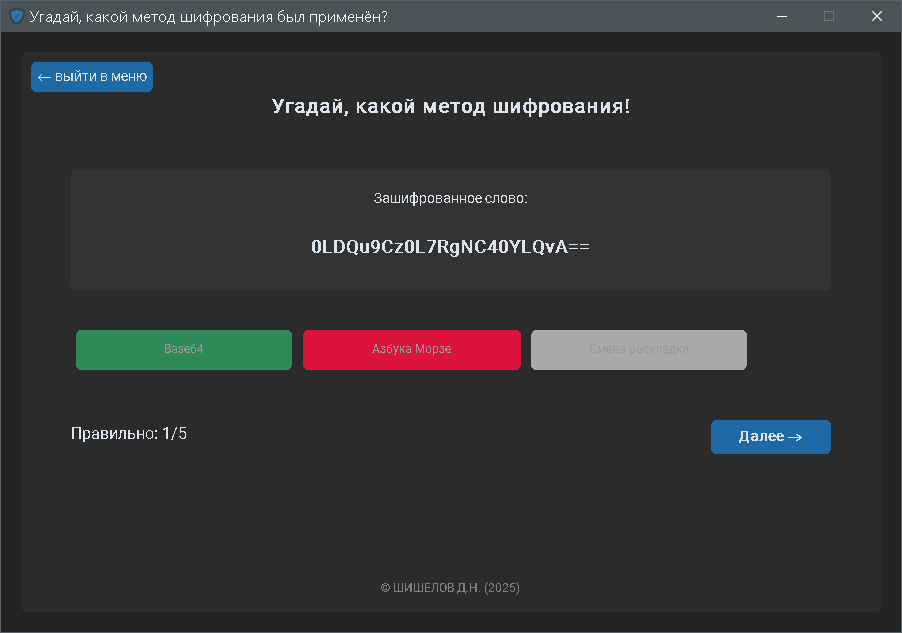 Угадай, какой метод шифрования был применён?
← выйти в меню
Угадай, какой метод шифрования!
Зашифрованное слово:
0LDQu9Cz0L7RgNC40YLQvA==
Base64 Азбука Морзе Смена раскладки
Правильно: 1/5 Далее →
© ШИШЕЛОВ Д.Н. (2025)